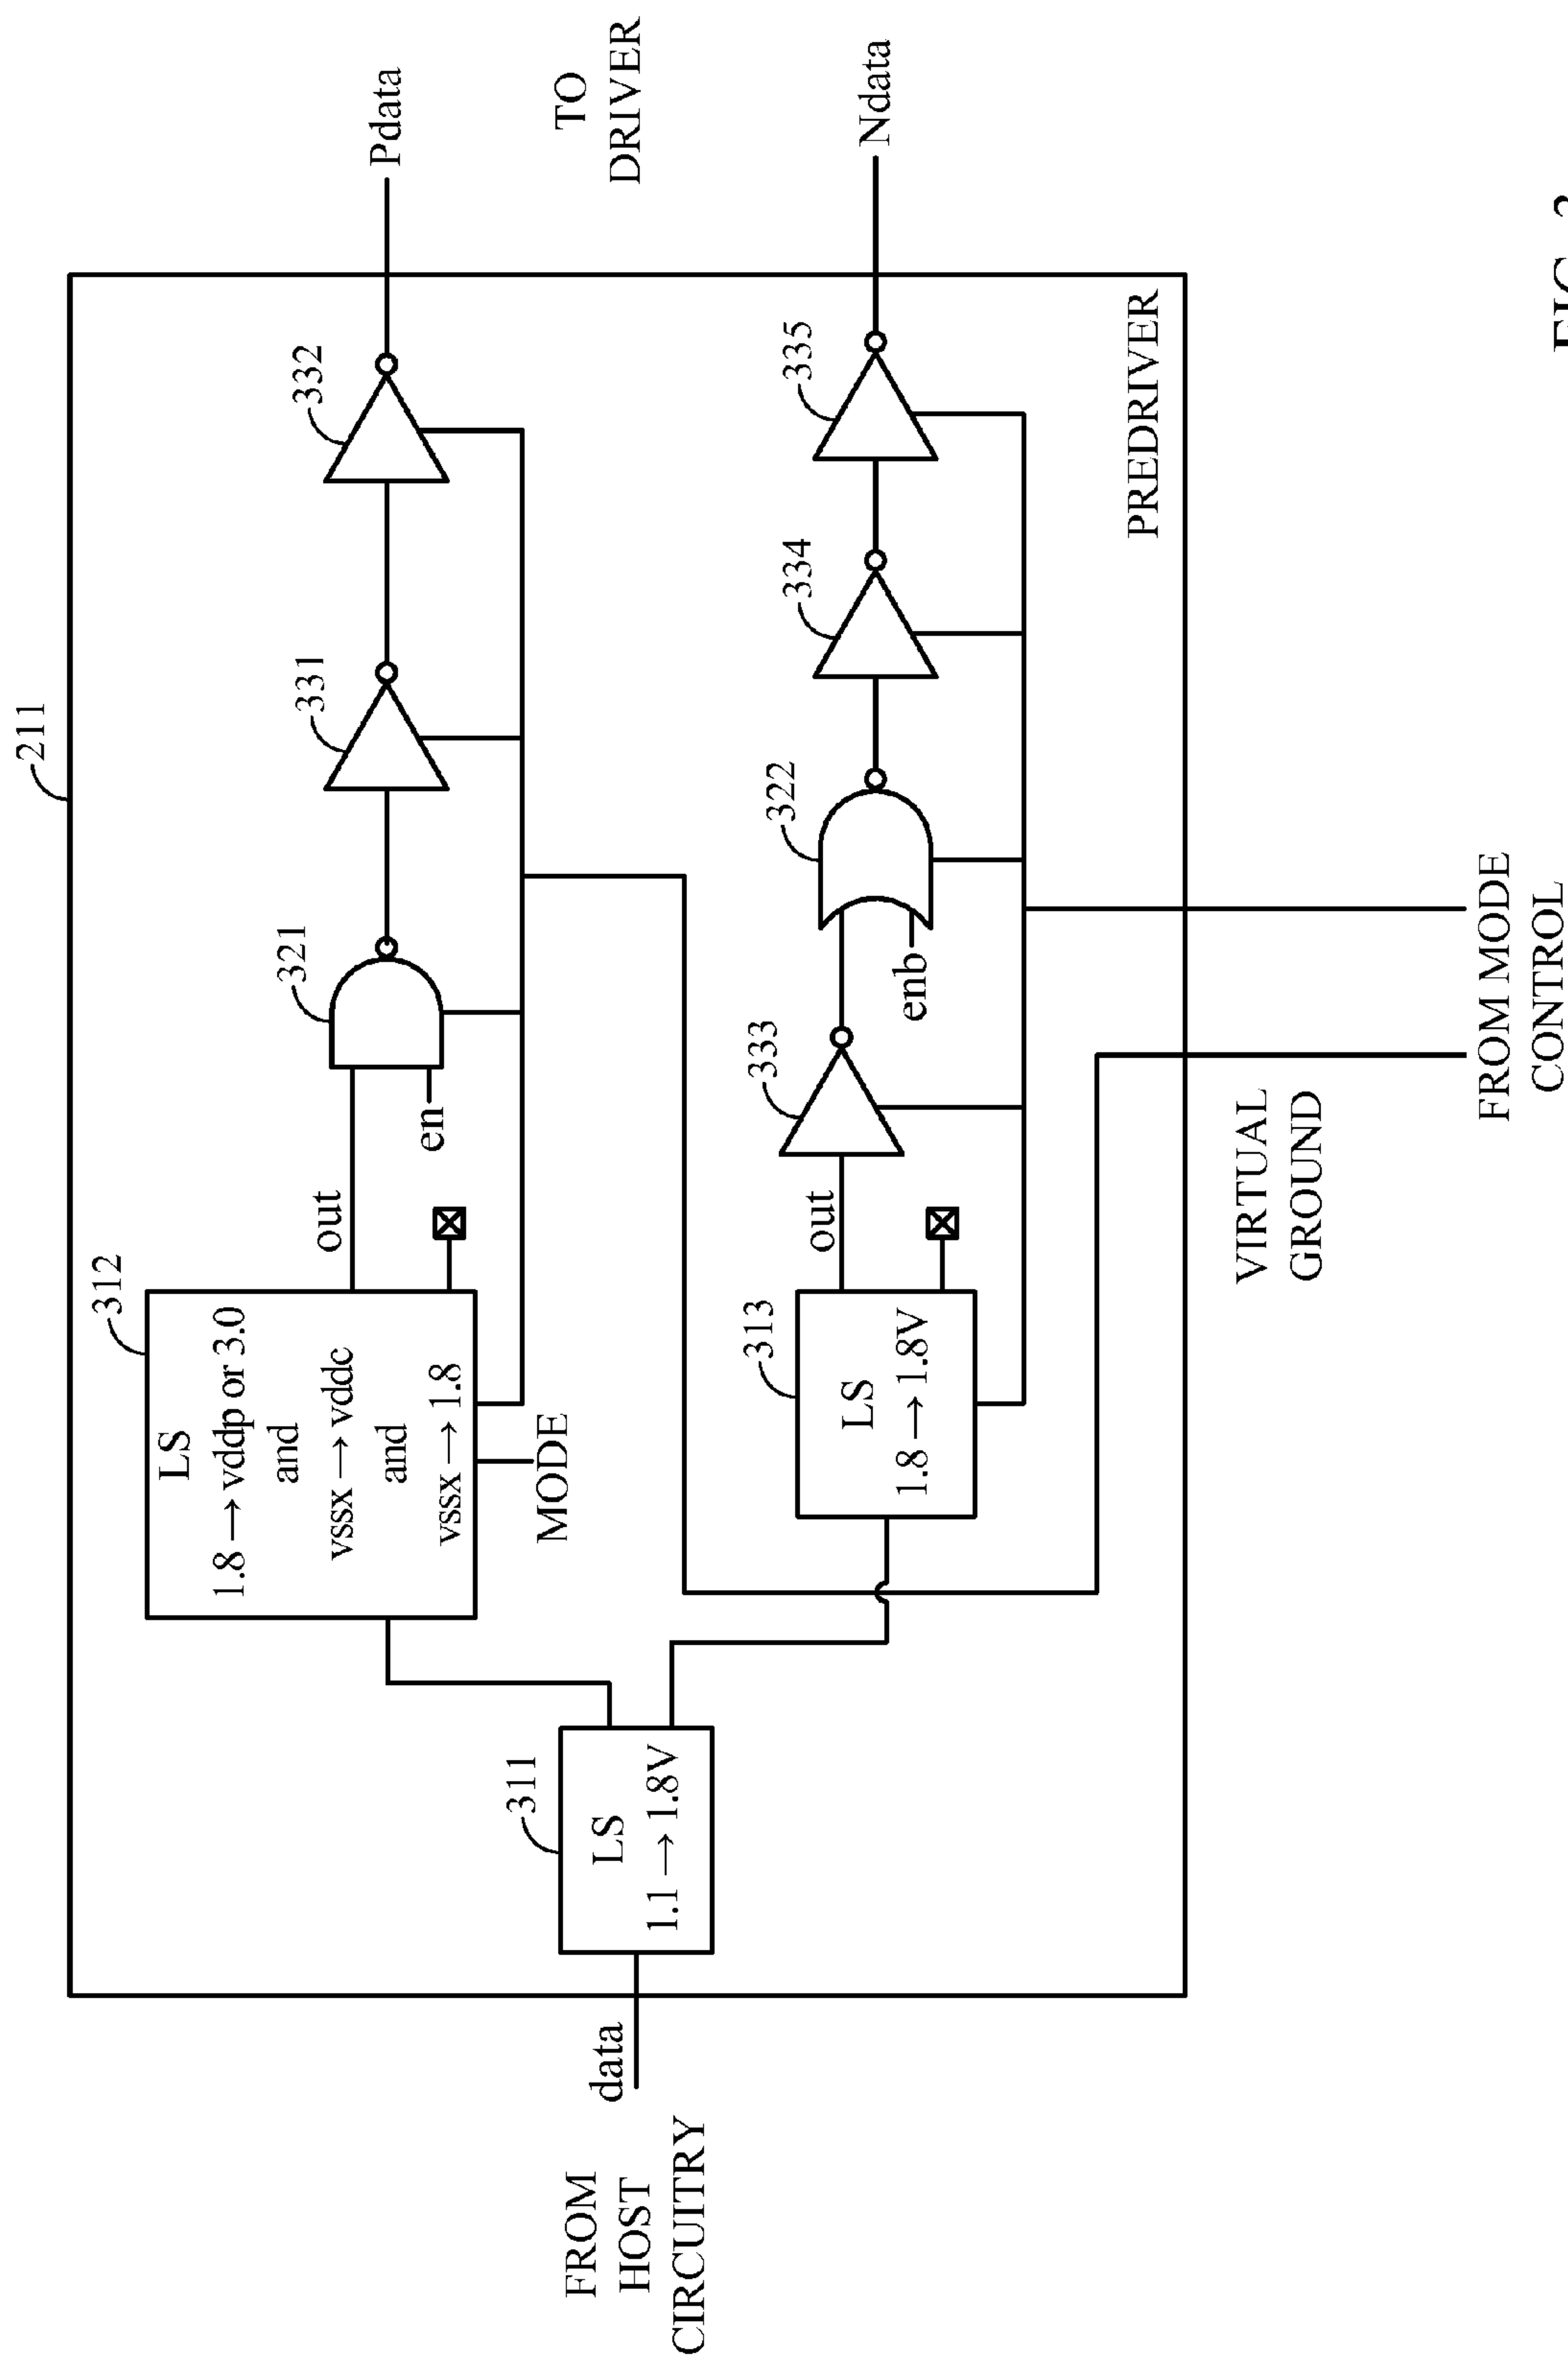 211
312
LS
1.8 → vddp or 3.0
and
vssx → vddc
and
vssx → 1.8
MODE
out
en
321
331
332
Pdata
TO
DRIVER
FROM
HOST
CIRCUITRY
data
311
LS
1.1 → 1.8V
313
LS
1.8 → 1.8V
out
333
enb
322
334
335
Ndata
PREDRIVER
VIRTUAL
GROUND
FROM MODE
CONTROL